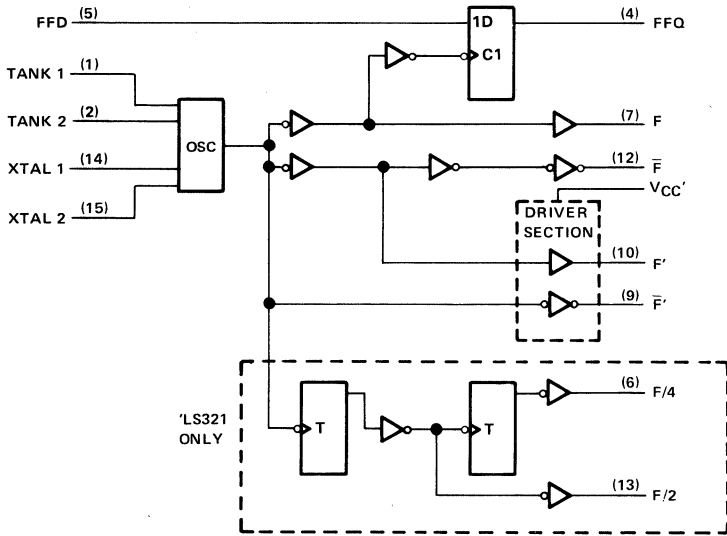 FFD (5) 1D (4) FFQ
C1
TANK 1 (1)
TANK 2 (2)
XTAL 1 (14)
XTAL 2 (15)
OSC
(7) F
(12) F̅
VCC'
DRIVER
SECTION
(10) F'
(9) F̅'
'LS321
ONLY
T
T
(6) F/4
(13) F/2